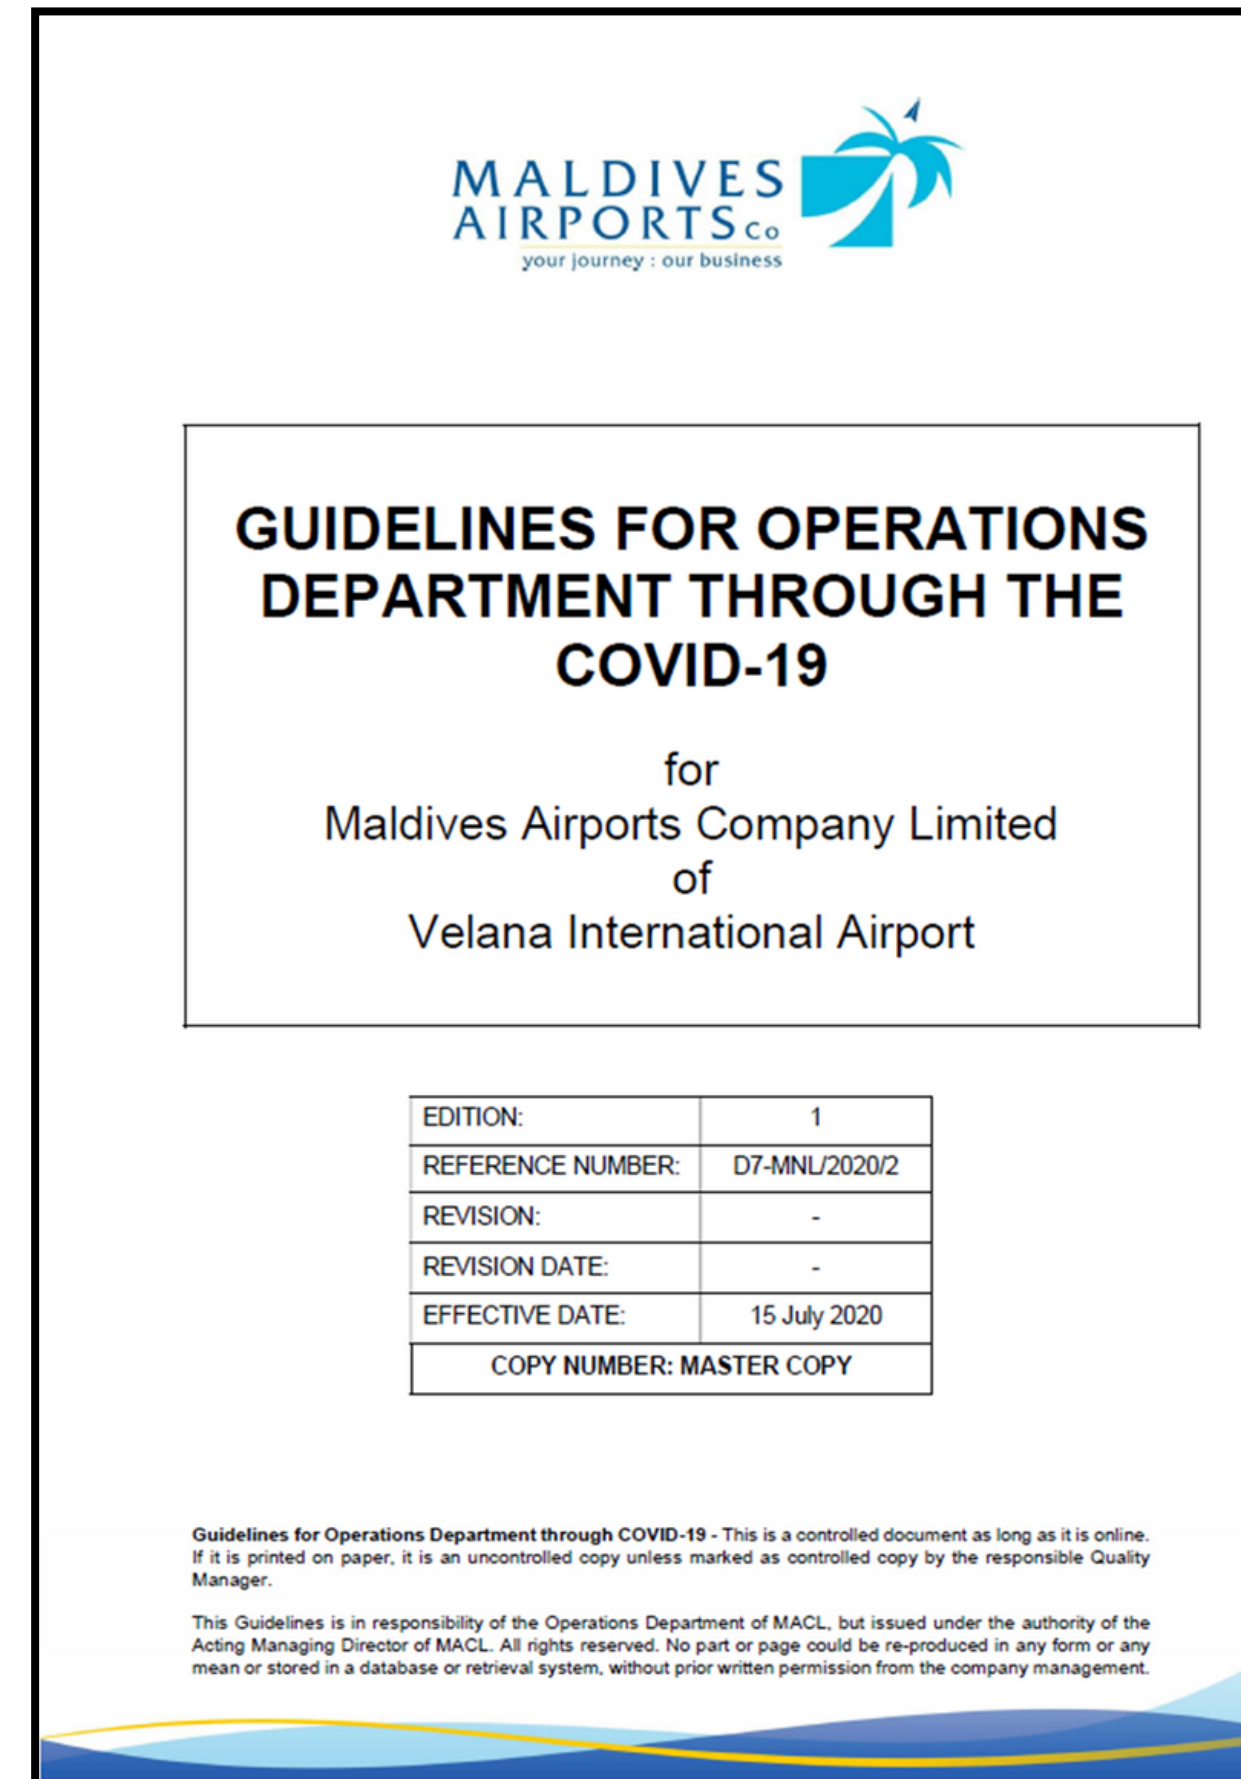 MALDIVES
AIRPORTS Co
your journey : our business
GUIDELINES FOR OPERATIONS
DEPARTMENT THROUGH THE
COVID-19
for
Maldives Airports Company Limited
of
Velana International Airport
EDITION: 1
REFERENCE NUMBER: D7-MNL/2020/2
REVISION: -
REVISION DATE: -
EFFECTIVE DATE: 15 July 2020
COPY NUMBER: MASTER COPY
Guidelines for Operations Department through COVID-19 - This is a controlled document as long as it is online.
If it is printed on paper, it is an uncontrolled copy unless marked as controlled copy by the responsible Quality
Manager.
This Guidelines is in responsibility of the Operations Department of MACL, but issued under the authority of the
Acting Managing Director of MACL. All rights reserved. No part or page could be re-produced in any form or any
mean or stored in a database or retrieval system, without prior written permission from the company management.